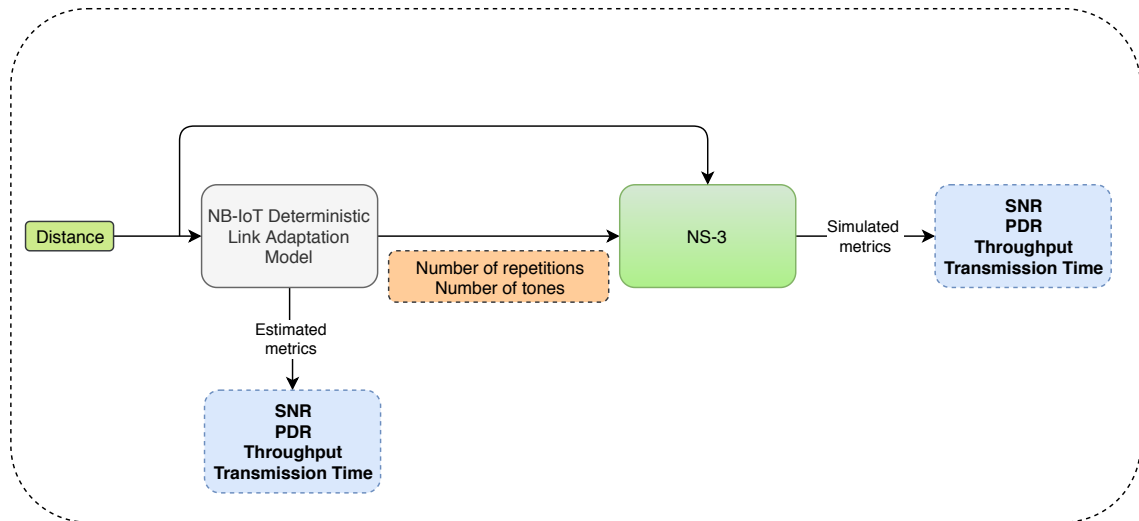 Distance
NB-IoT Deterministic
Link Adaptation
Model
Number of repetitions
Number of tones
NS-3
Simulated
metrics
SNR
PDR
Throughput
Transmission Time
Estimated
metrics
SNR
PDR
Throughput
Transmission Time